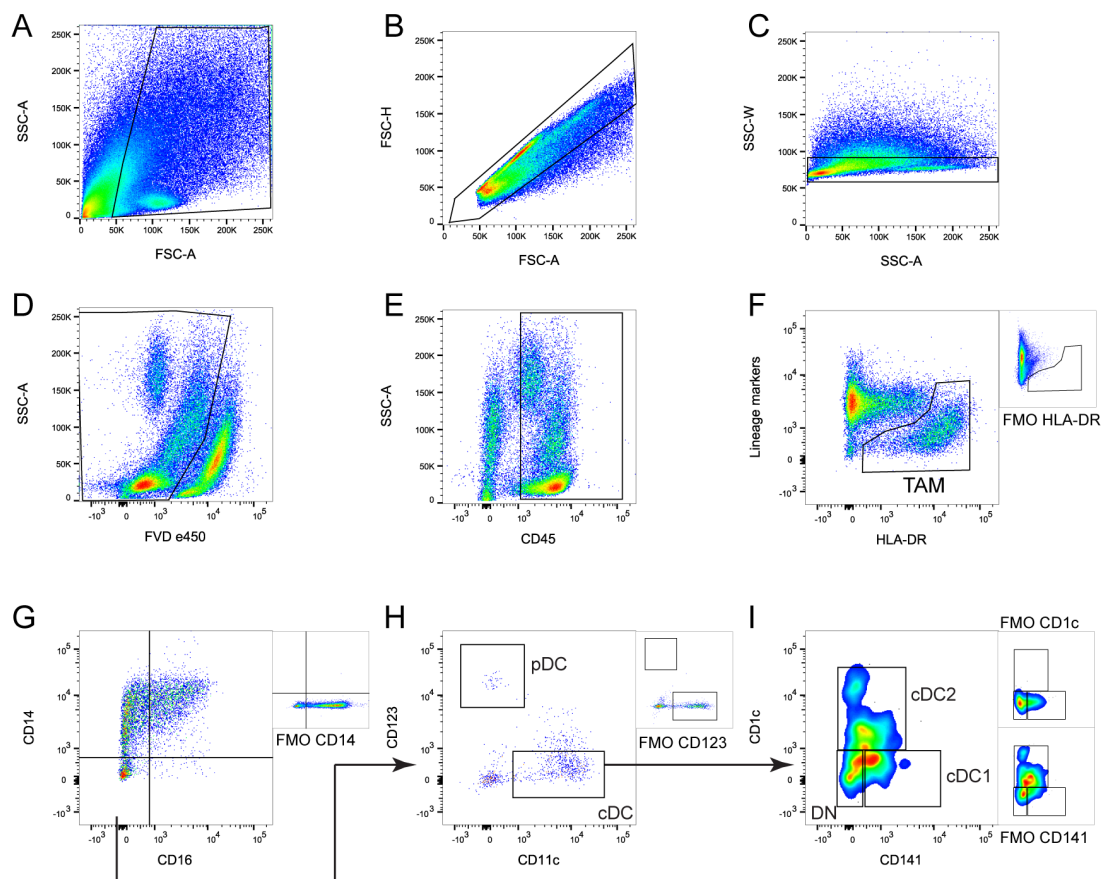 A
B
C
250K
200K
150K
100K
50K
0
SSC-A
0
50K
100K
150K
200K
250K
FSC-A
250K
200K
150K
100K
50K
0
FSC-H
0
50K
100K
150K
200K
250K
FSC-A
250K
200K
150K
100K
50K
0
SSC-W
0
50K
100K
150K
200K
250K
SSC-A
D
E
F
250K
200K
150K
100K
50K
0
SSC-A
-10³
0
10³
10⁴
10⁵
FVD e450
250K
200K
150K
100K
50K
0
SSC-A
-10³
0
10³
10⁴
10⁵
CD45
10⁵
10⁴
10³
0
-10³
Lineage markers
TAM
-10³
0
10³
10⁴
10⁵
HLA-DR
FMO HLA-DR
G
H
I
10⁵
10⁴
10³
0
-10³
CD14
-10³
0
10³
10⁴
10⁵
CD16
FMO CD14
10⁵
10⁴
10³
0
-10³
CD123
pDC
cDC
-10³
0
10³
10⁴
10⁵
CD11c
FMO CD123
10⁵
10⁴
10³
0
-10³
CD1c
cDC2
cDC1
DN
-10³
0
10³
10⁴
10⁵
CD141
FMO CD1c
FMO CD141